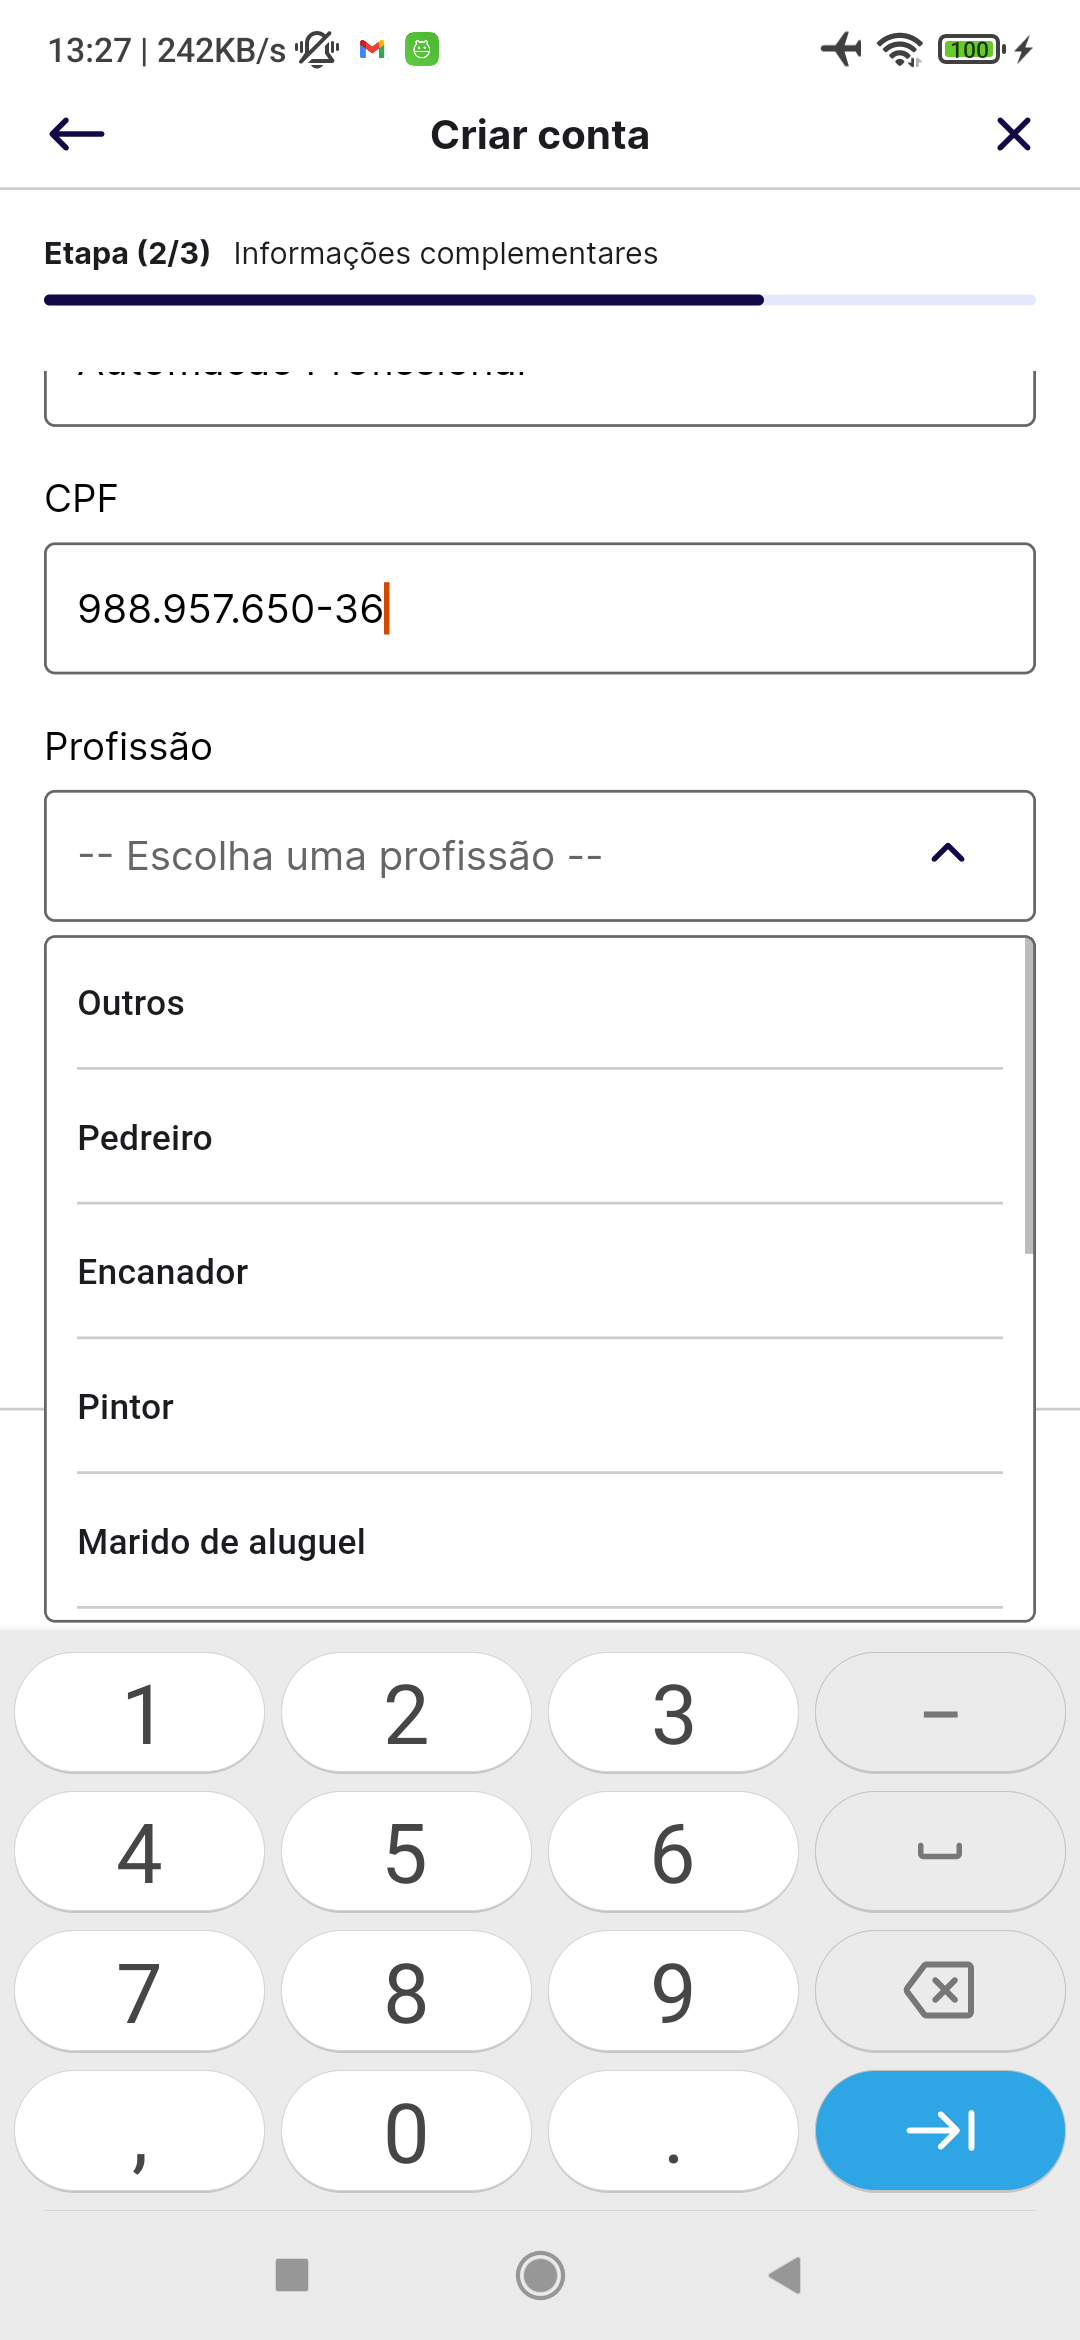 13:27 | 242KB/s
100
Criar conta
Etapa (2/3) Informações complementares
CPF
988.957.650-36
Profissão
-- Escolha uma profissão --
Outros
Pedreiro
Encanador
Pintor
Marido de aluguel
1 2 3 –
4 5 6
7 8 9
, 0 .